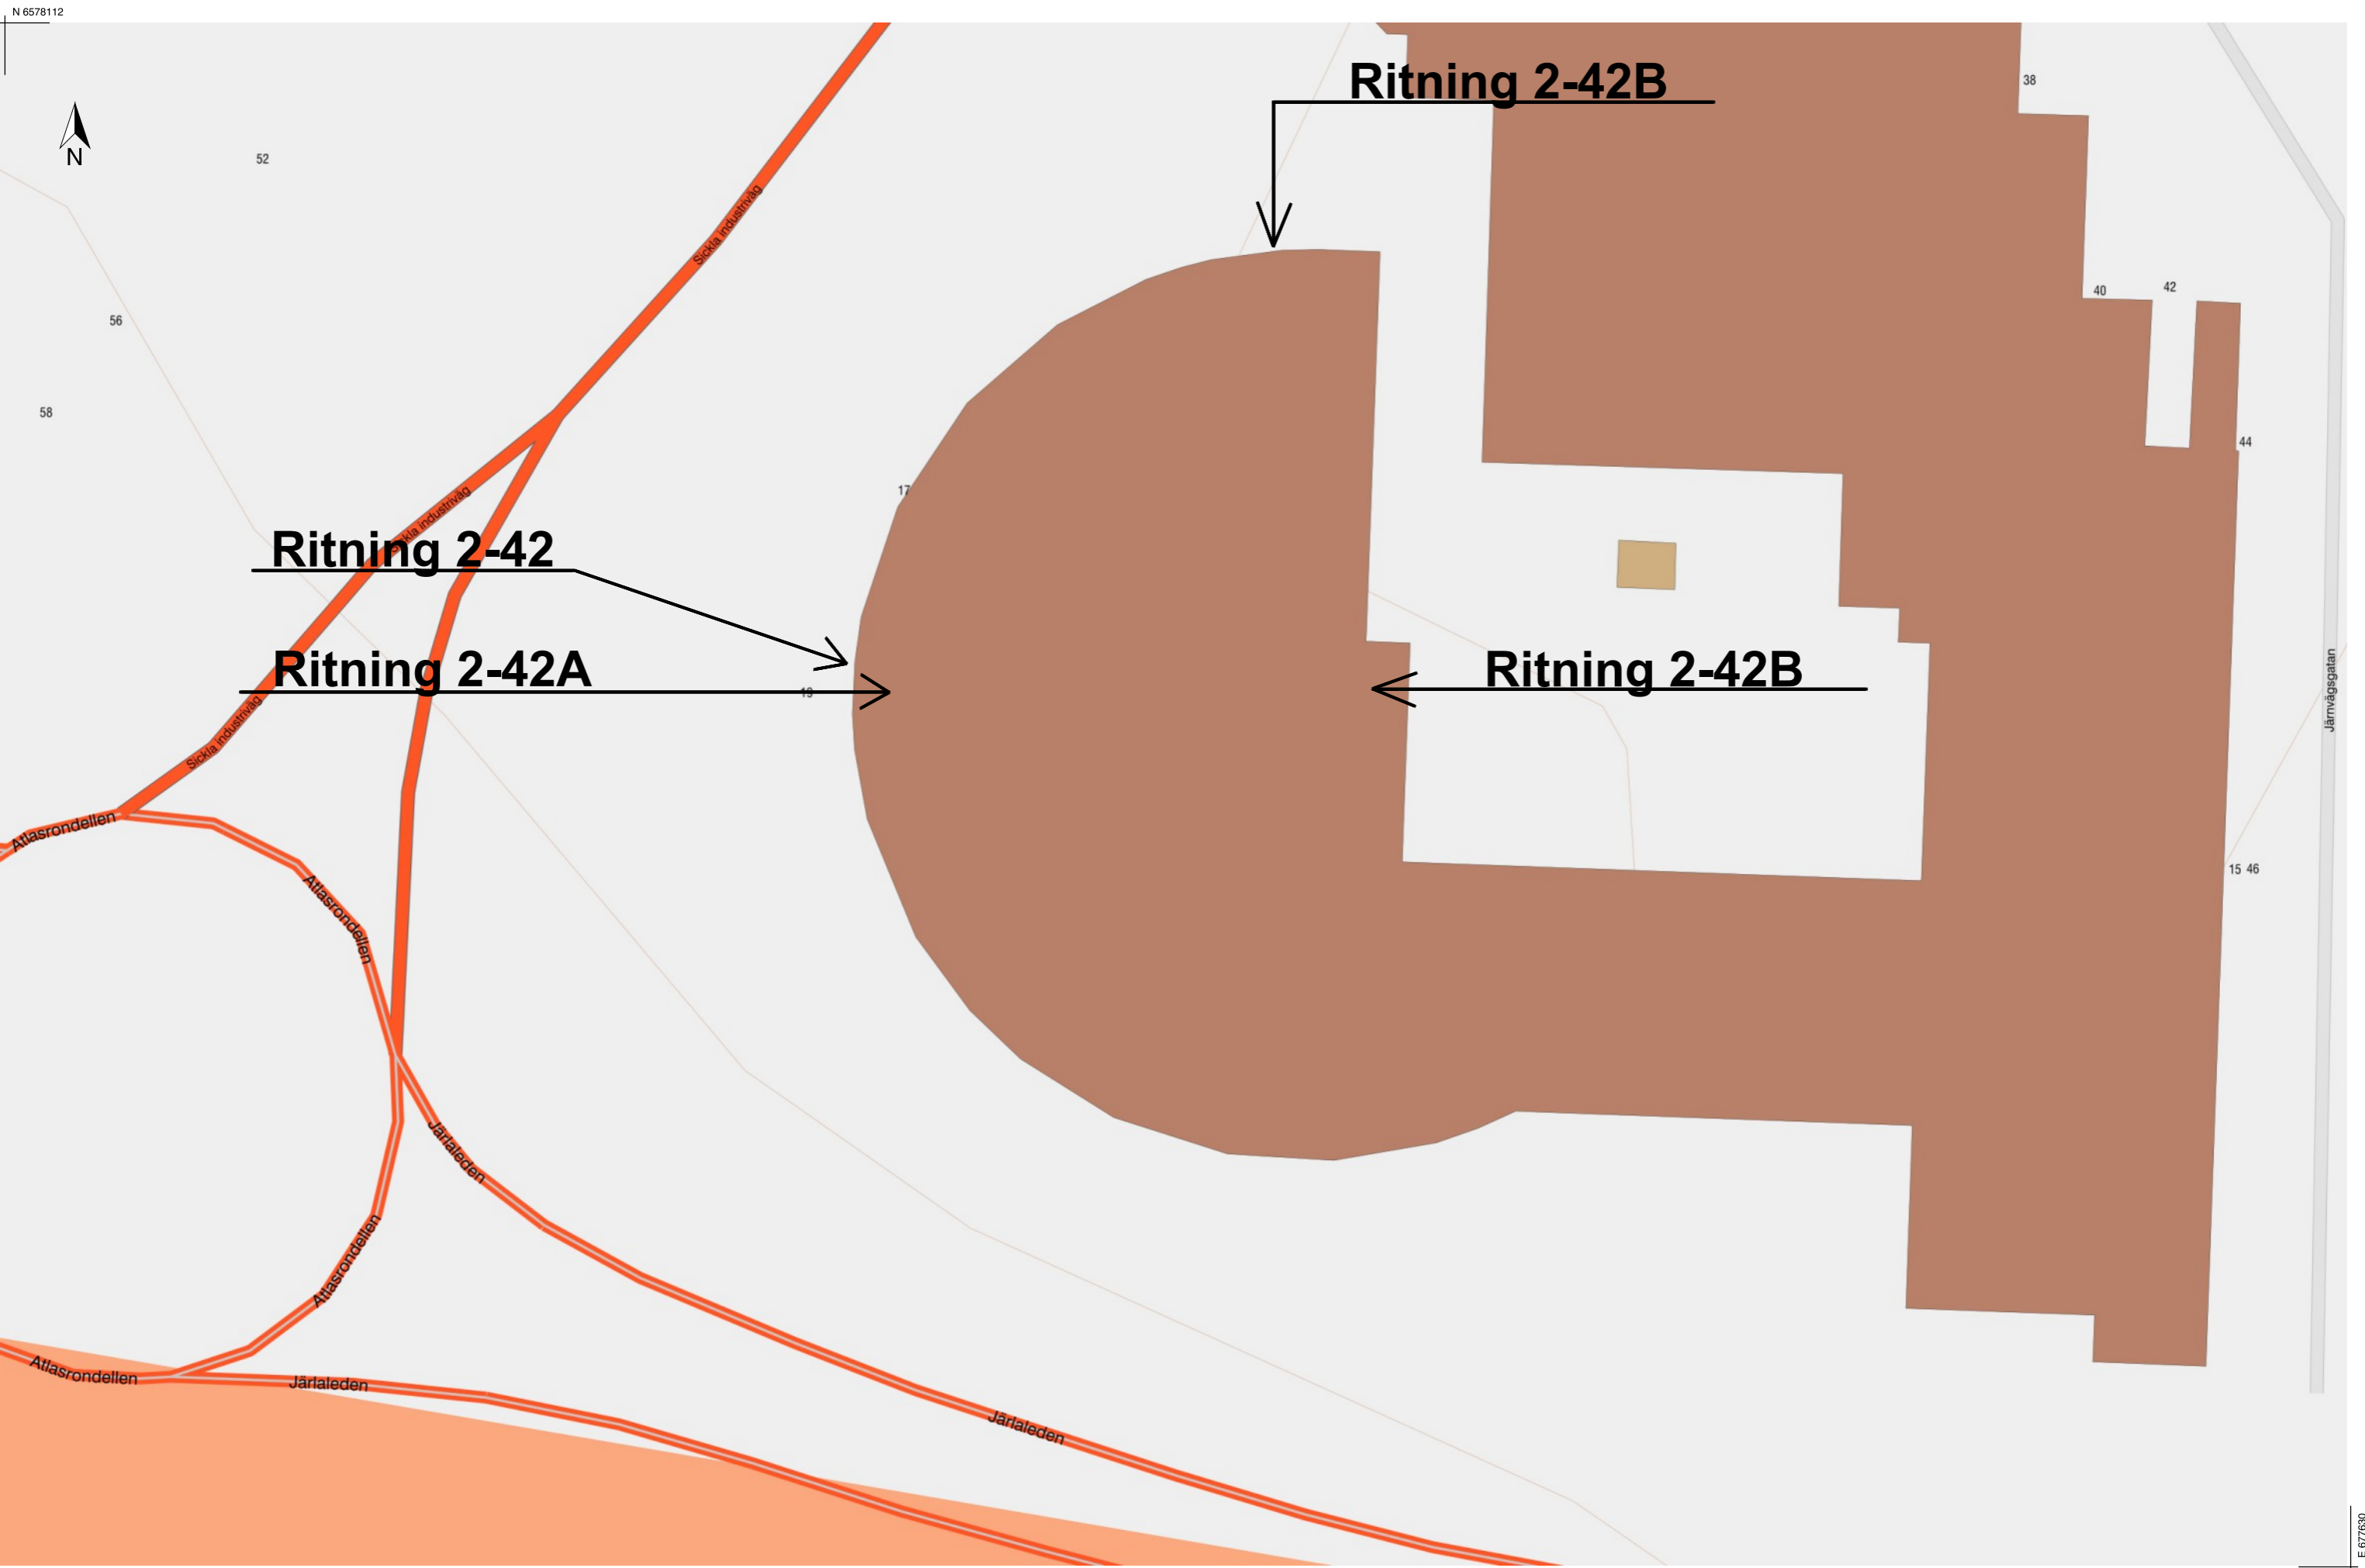 N 6578112
Ritning 2-42B
38
N
52
Sickla industriväg
42
40
56
58
44
17
Sickla industriväg
Ritning 2-42
Ritning 2-42A
19
Ritning 2-42B
Järnvägsgatan
Sickla industriväg
Atlasrondellen
15 46
Atlasrondellen
Järlaleden
Atlasrondellen
Atlasrondellen
Järlaleden
Järlaleden
E 677630